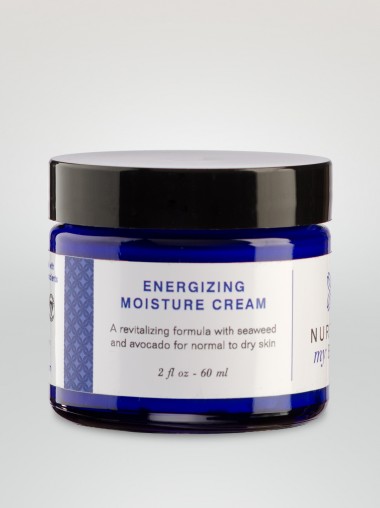 ENERGIZING
MOISTURE CREAM
A revitalizing formula with seaweed
and avocado for normal to dry skin
2 fl oz - 60 ml
my